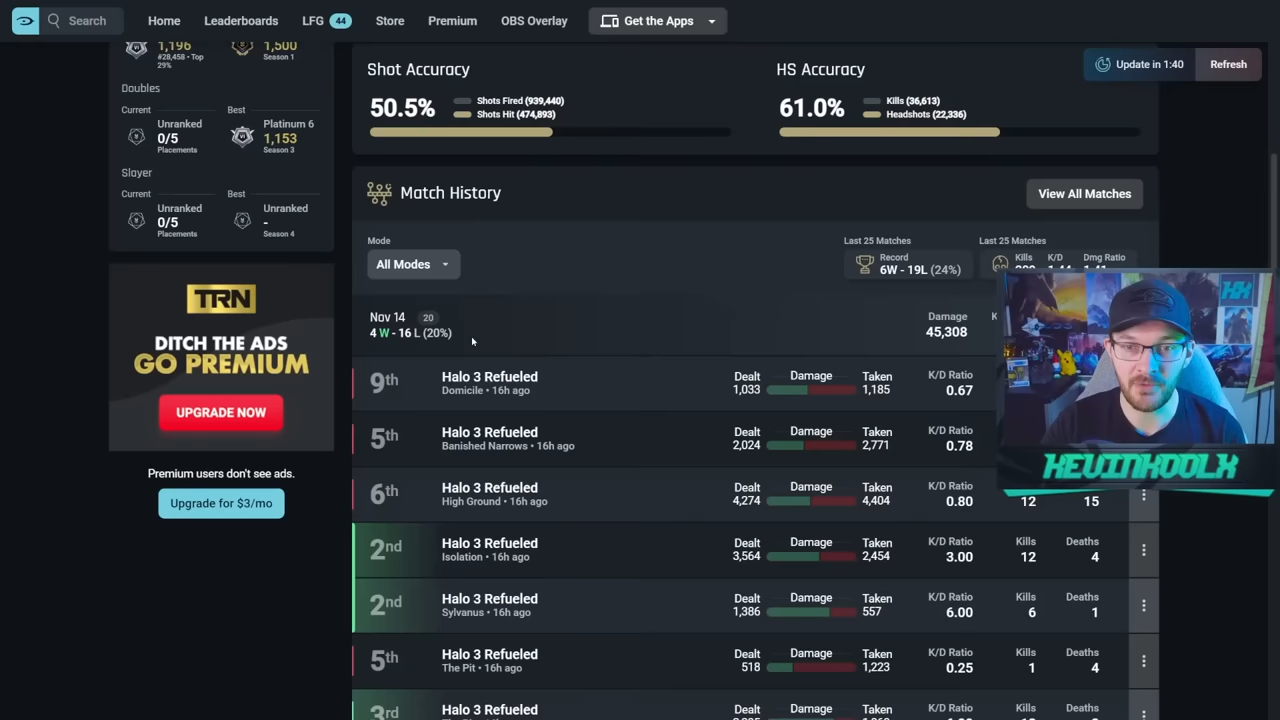 Search
Home
Leaderboards
LFG 44
Store
Premium
OBS Overlay
Get the Apps
1,196
#28,458 • Top 29%
1,500
Season 1
Doubles
Current
Unranked
0/5
Placements
Best
Platinum 6
1,153
Season 3
Slayer
Current
Unranked
0/5
Placements
Best
Unranked
-
Season 4
TRN
DITCH THE ADS
GO PREMIUM
UPGRADE NOW
Premium users don't see ads.
Upgrade for $3/mo
Shot Accuracy
50.5%
Shots Fired (939,440)
Shots Hit (474,893)
HS Accuracy
61.0%
Kills (36,613)
Headshots (22,336)
Update in 1:40
Refresh
Match History
View All Matches
Mode
All Modes
Last 25 Matches
Record
6W - 19L (24%)
Last 25 Matches
Kills
K/D
Dmg Ratio
Nov 14 20
4 W - 16 L (20%)
Damage
45,308
K
9th
Halo 3 Refueled
Domicile • 16h ago
Dealt Damage Taken
1,033 1,185
K/D Ratio
0.67
5th
Halo 3 Refueled
Banished Narrows • 16h ago
Dealt Damage Taken
2,024 2,771
K/D Ratio
0.78
6th
Halo 3 Refueled
High Ground • 16h ago
Dealt Damage Taken
4,274 4,404
K/D Ratio
0.80
12
15
2nd
Halo 3 Refueled
Isolation • 16h ago
Dealt Damage Taken
3,564 2,454
K/D Ratio
3.00
Kills
12
Deaths
4
2nd
Halo 3 Refueled
Sylvanus • 16h ago
Dealt Damage Taken
1,386 557
K/D Ratio
6.00
Kills
6
Deaths
1
5th
Halo 3 Refueled
The Pit • 16h ago
Dealt Damage Taken
518 1,223
K/D Ratio
0.25
Kills
1
Deaths
4
3rd
Halo 3 Refueled
Dealt Damage Taken
K/D Ratio
Kills
Deaths
KEVINKOOLX